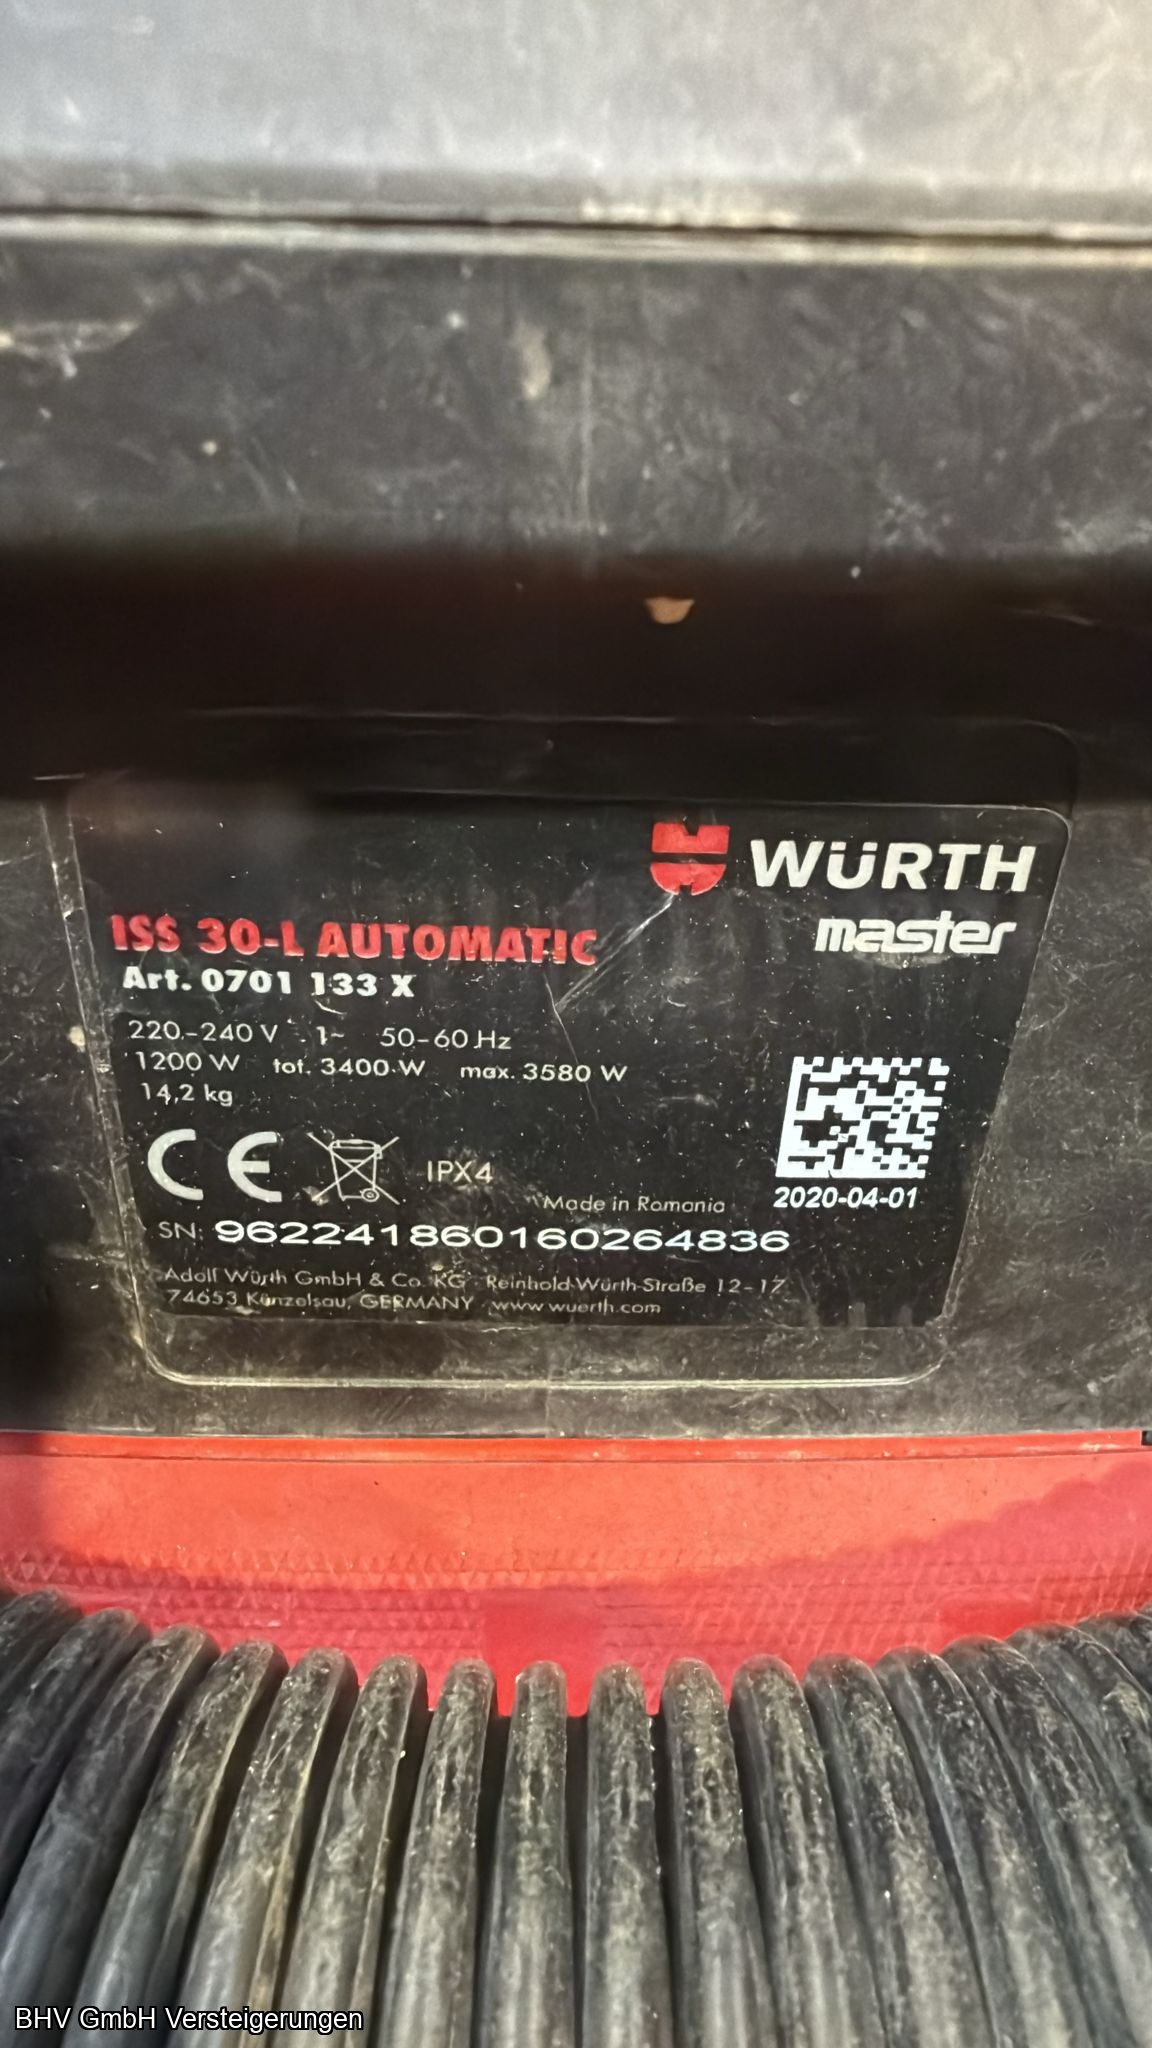 WÜRTH
master
ISS 30-L AUTOMATIC
Art. 0701 133 X
220-240 V 1~ 50-60 Hz
1200 W tot. 3400 W max. 3580 W
14,2 kg
CE IPX4
Made in Romania
2020-04-01
SN: 962241860160264836
Adolf Würth GmbH & Co. KG · Reinhold-Würth-Straße 12-17
74653 Künzelsau, GERMANY · www.wuerth.com
BHV GmbH Versteigerungen